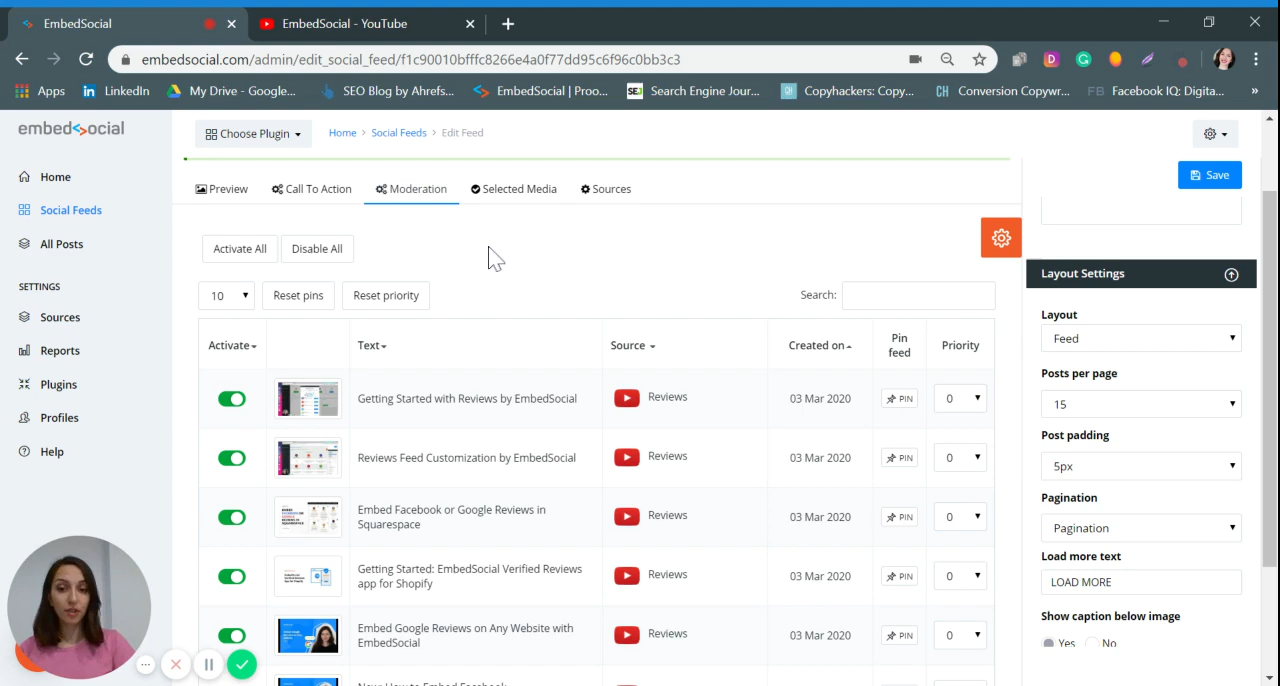 EmbedSocial
EmbedSocial - YouTube
embedsocial.com/admin/edit_social_feed/f1c90010bfffc8266e4a0f77dd95c6f96c0bb3c3
Apps
LinkedIn
My Drive - Google...
SEO Blog by Ahrefs...
EmbedSocial | Proo...
Search Engine Jour...
Copyhackers: Copy...
Conversion Copywr...
Facebook IQ: Digita...
embedSocial
Choose Plugin
Home > Social Feeds > Edit Feed
Home
Social Feeds
All Posts
SETTINGS
Sources
Reports
Plugins
Profiles
Help
Preview
Call To Action
Moderation
Selected Media
Sources
Save
Activate All
Disable All
10
Reset pins
Reset priority
Search:
Activate
Text
Source
Created on
Pin feed
Priority
Getting Started with Reviews by EmbedSocial
Reviews
03 Mar 2020
PIN
0
Reviews Feed Customization by EmbedSocial
Reviews
03 Mar 2020
PIN
0
Embed Facebook or Google Reviews in
Squarespace
Reviews
03 Mar 2020
PIN
0
Getting Started: EmbedSocial Verified Reviews
app for Shopify
Reviews
03 Mar 2020
PIN
0
Embed Google Reviews on Any Website with
EmbedSocial
Reviews
03 Mar 2020
PIN
0
Layout Settings
Layout
Feed
Posts per page
15
Post padding
5px
Pagination
Pagination
Load more text
LOAD MORE
Show caption below image
Yes
No